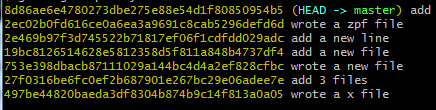 8d86ae6e4780273dbe275e88e54d1f80850954b5 (HEAD -> master) add
2ec02b0fd616ce0a6ea3a9691c8cab5296defd6d wrote a zpf file
2e469b97f3d745522b71817ef06f1cdfdd029adc add a new line
19bc8126514628e5812358d5f811a848b4737df4 add a new file
753e398dbacb87111029a144bc4d4a2ef828cfbc wrote a new file
27f0316be6fc0ef2b687901e267bc29e06adee7e add 3 files
497be44820baeda3df8304b874b9c14f813a0a05 wrote a x file